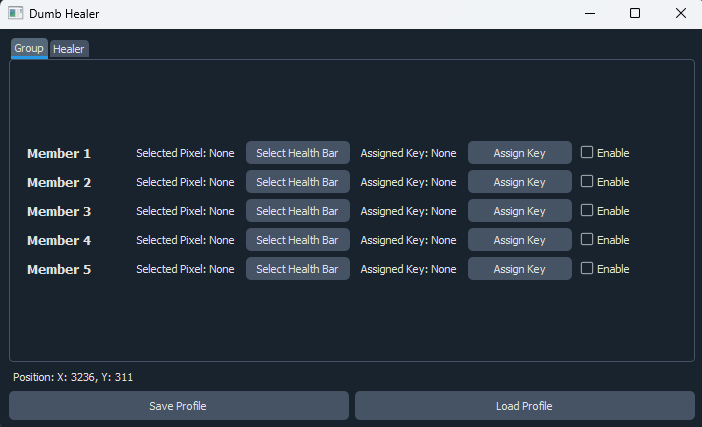 Dumb Healer
Group Healer
Member 1 Selected Pixel: None Select Health Bar Assigned Key: None Assign Key Enable
Member 2 Selected Pixel: None Select Health Bar Assigned Key: None Assign Key Enable
Member 3 Selected Pixel: None Select Health Bar Assigned Key: None Assign Key Enable
Member 4 Selected Pixel: None Select Health Bar Assigned Key: None Assign Key Enable
Member 5 Selected Pixel: None Select Health Bar Assigned Key: None Assign Key Enable
Position: X: 3236, Y: 311
Save Profile Load Profile